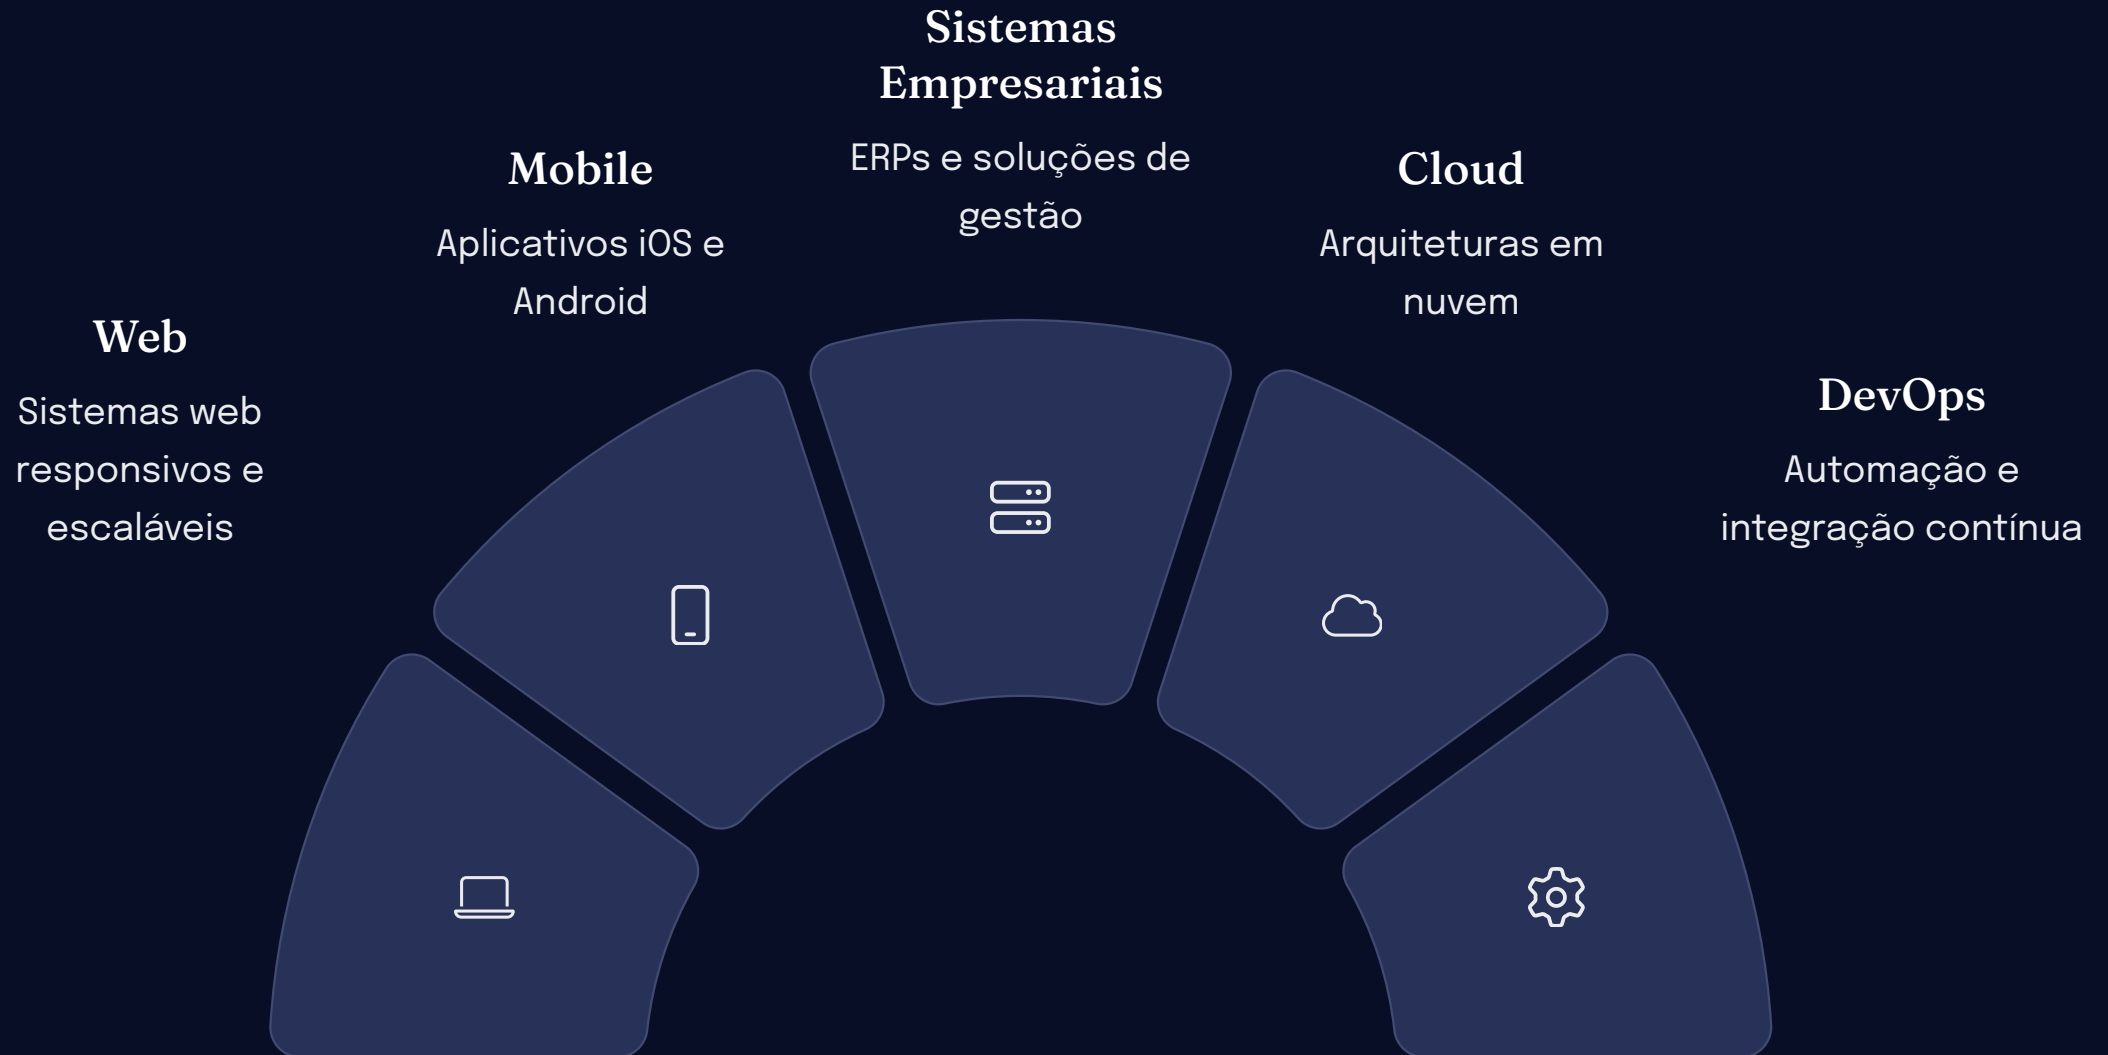 Web
Sistemas web
responsivos e
escaláveis
Mobile
Aplicativos iOS e
Android
Sistemas
Empresariais
ERPs e soluções de
gestão
Cloud
Arquiteturas em
nuvem
DevOps
Automação e
integração contínua